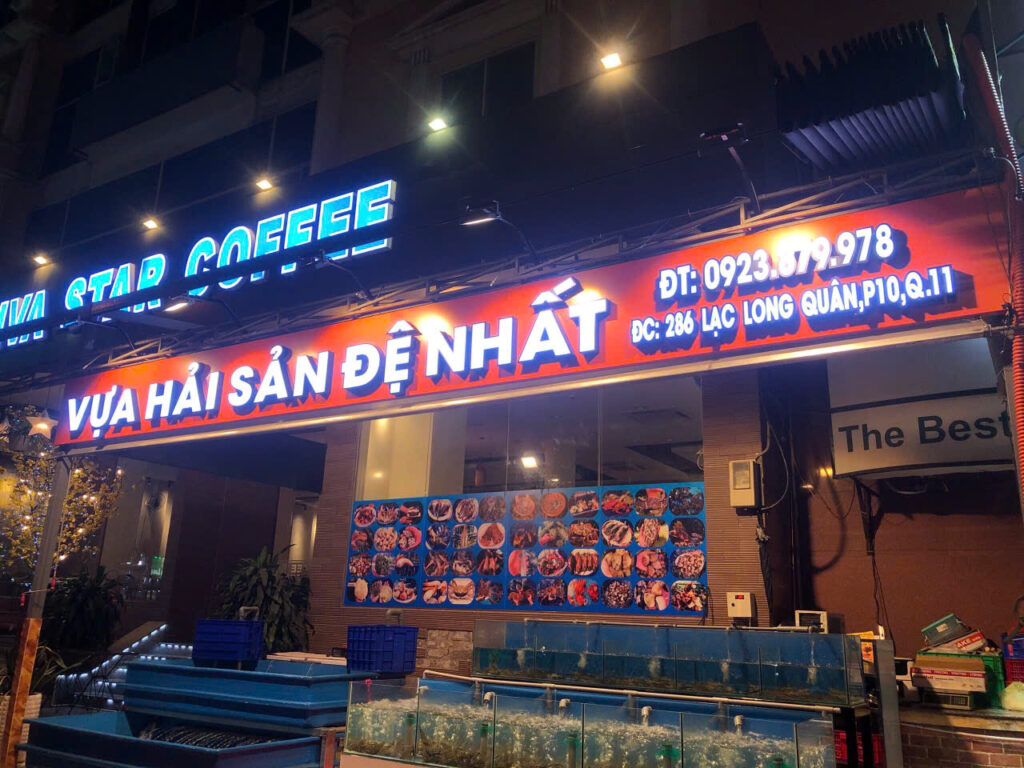 STAR COFFEE
VỰA HẢI SẢN ĐỆ NHẤT
ĐT: 0923.879.978
ĐC: 286 LẠC LONG QUÂN,P10,Q.11
The Best